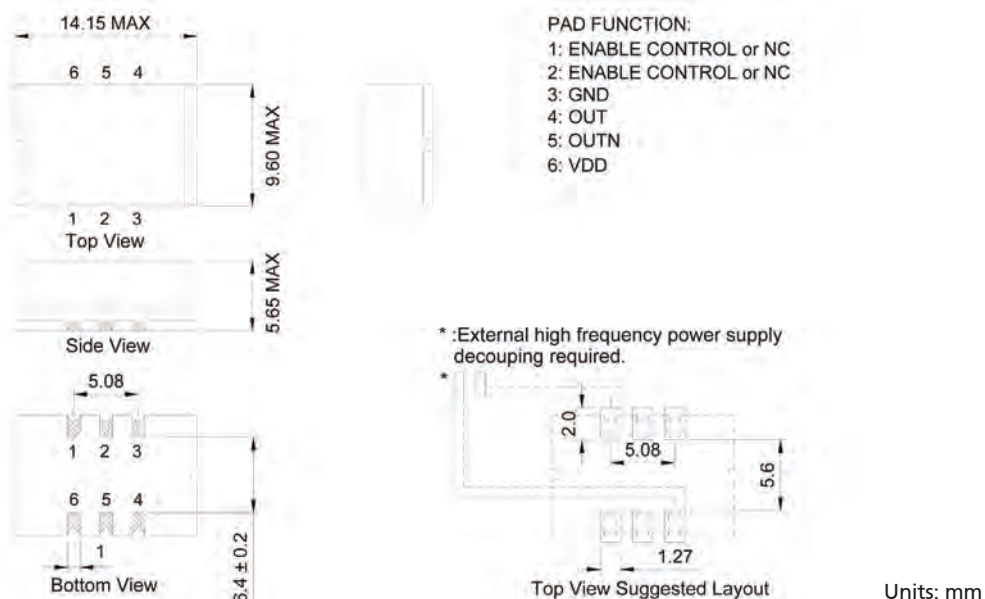 14.15 MAX
6 5 4
9.60 MAX
1 2 3
Top View
5.65 MAX
Side View
5.08
1 2 3
6 5 4
1
6.4 ± 0.2
Bottom View
PAD FUNCTION:
1: ENABLE CONTROL or NC
2: ENABLE CONTROL or NC
3: GND
4: OUT
5: OUTN
6: VDD
* :External high frequency power supply
decouping required.
*
2.0
5.08
5.6
1.27
Top View Suggested Layout
Units: mm